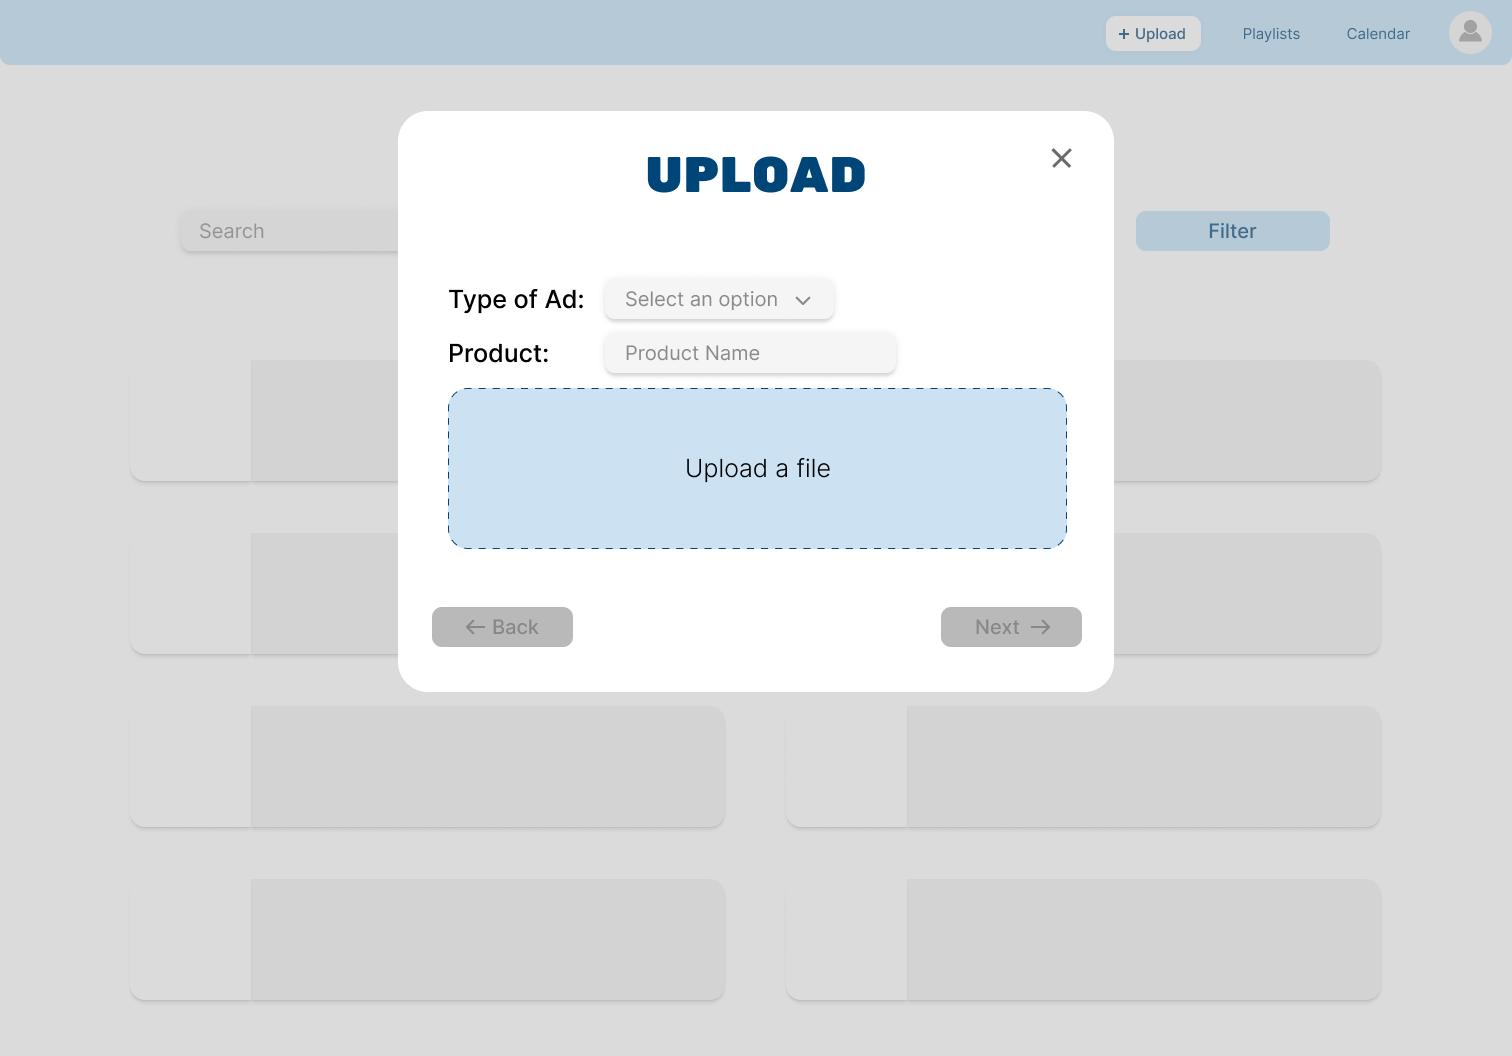 + Upload
Playlists
Calendar
UPLOAD
Search
Filter
Type of Ad:
Select an option
Product:
Product Name
Upload a file
← Back
Next →